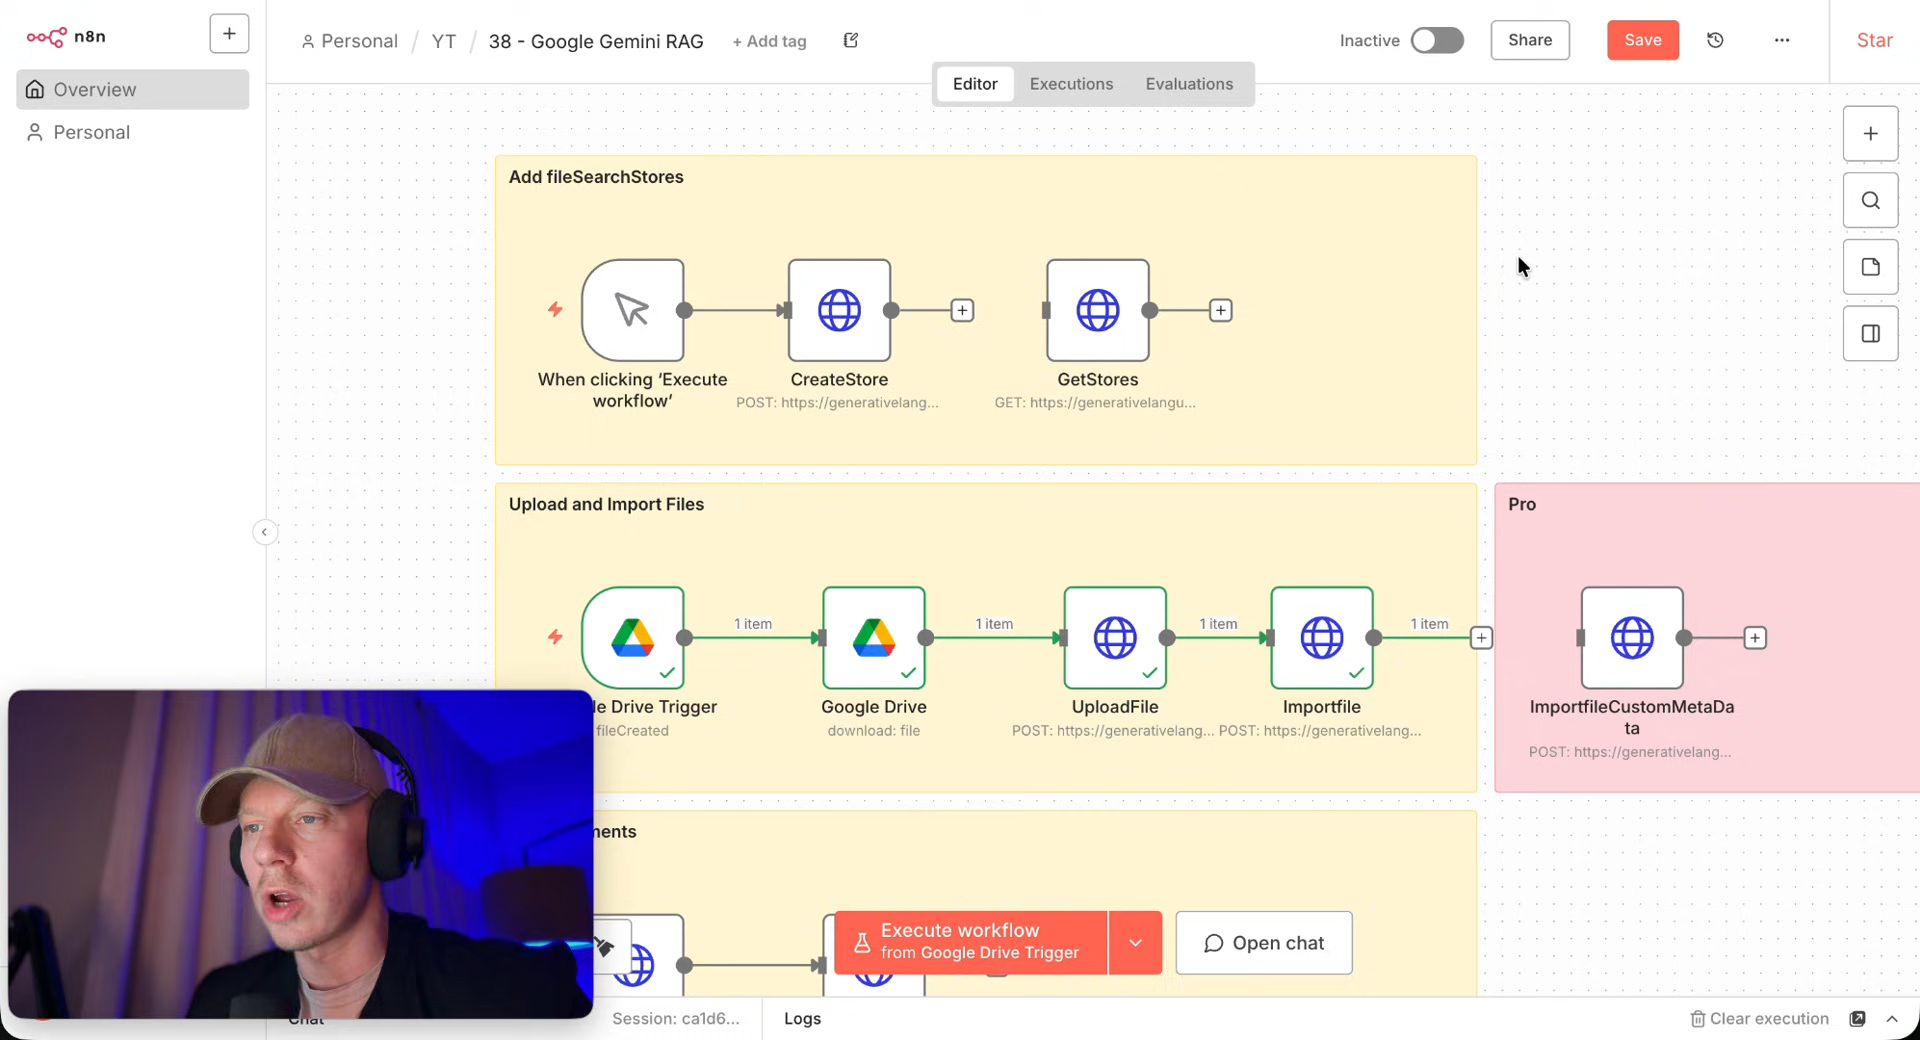 n8n
+
Personal / YT / 38 - Google Gemini RAG + Add tag
Inactive
Share
Save
Star
Editor Executions Evaluations
Overview
Personal
Add fileSearchStores
When clicking ‘Execute
workflow’
CreateStore
POST: https://generativelang...
GetStores
GET: https://generativelangu...
Upload and Import Files
Pro
1 item
1 item
1 item
1 item
le Drive Trigger
fileCreated
Google Drive
download: file
UploadFile
POST: https://generativelang...
Importfile
POST: https://generativelang...
ImportfileCustomMetaDa
ta
POST: https://generativelang...
ments
Execute workflow
from Google Drive Trigger
Open chat
Chat
Session: ca1d6...
Logs
Clear execution